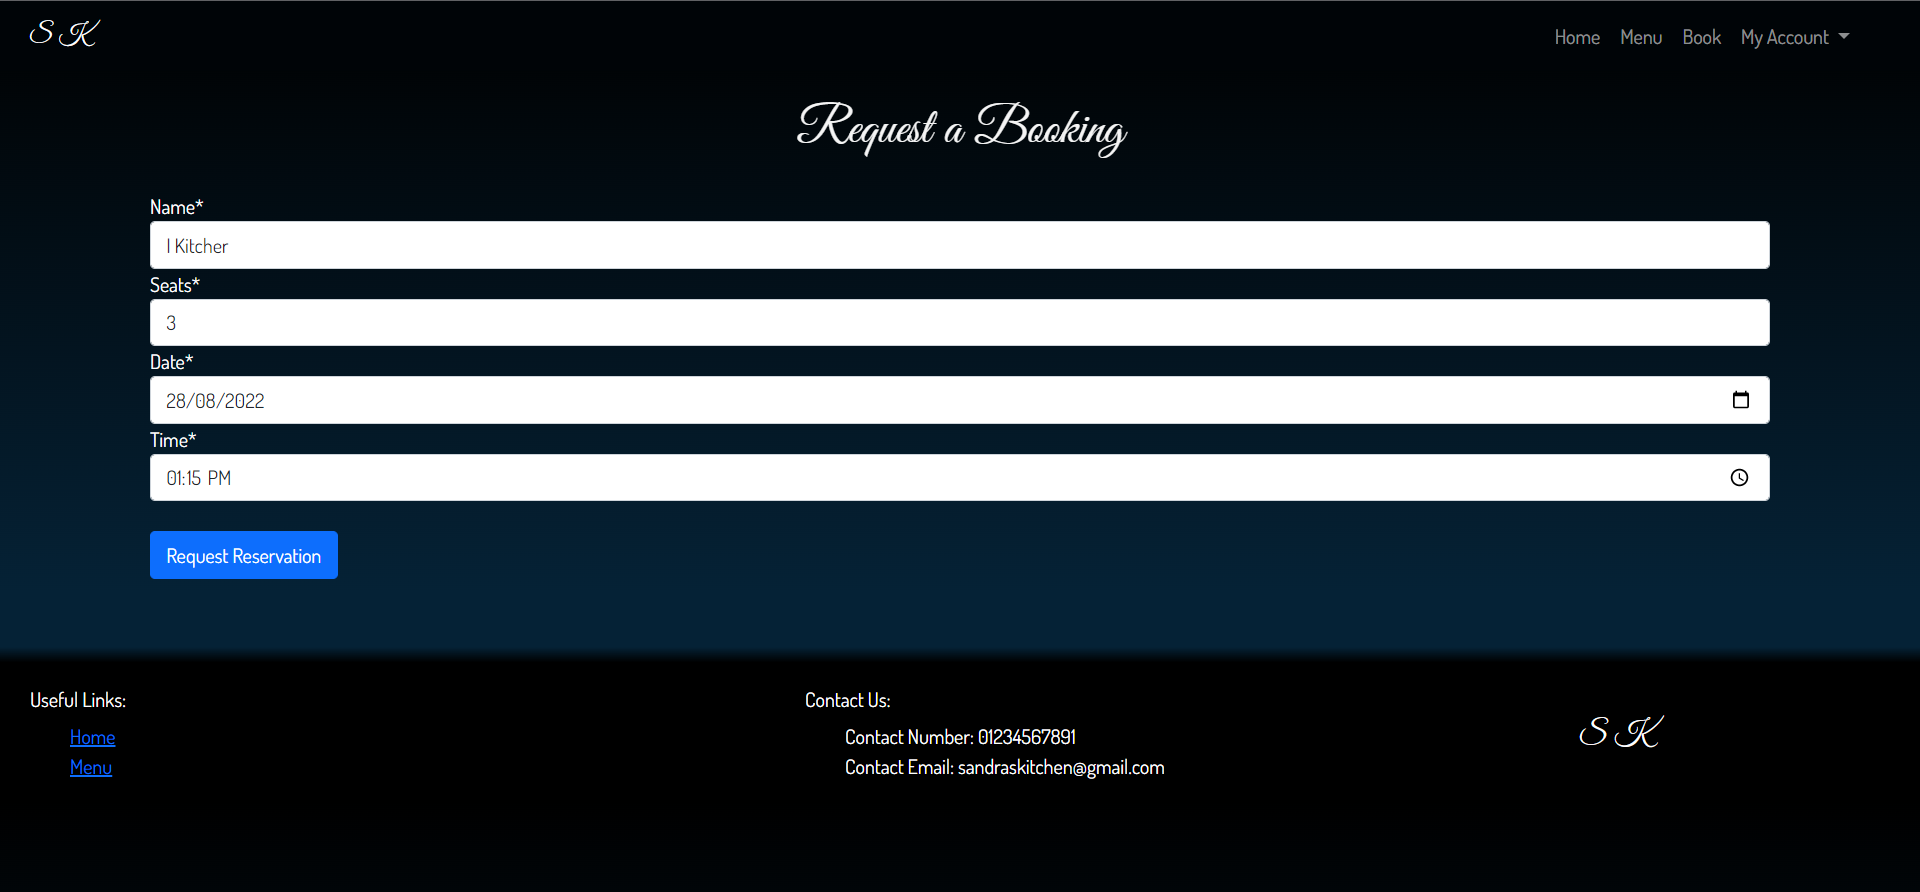 S K
Home Menu Book My Account
Request a Booking
Name*
I Kitcher
Seats*
3
Date*
28/08/2022
Time*
01:15 PM
Request Reservation
Useful Links:
Home
Menu
Contact Us:
Contact Number: 01234567891
Contact Email: sandraskitchen@gmail.com
S K